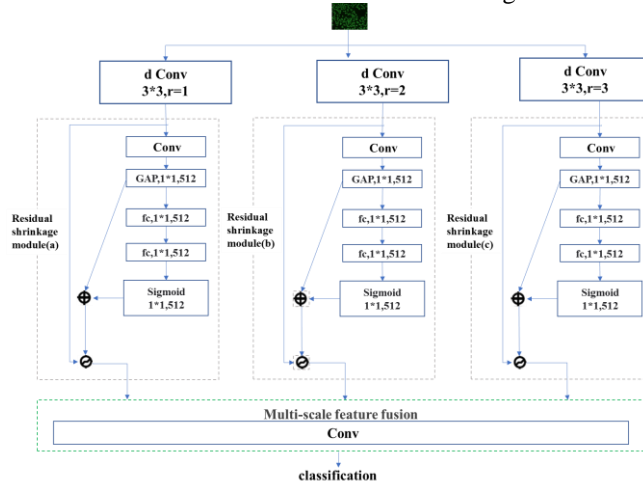 d Conv
3*3,r=1
d Conv
3*3,r=2
d Conv
3*3,r=3
Conv
GAP,1*1,512
fc,1*1,512
fc,1*1,512
Sigmoid
1*1,512
Residual
shrinkage
module(a)
Conv
GAP,1*1,512
fc,1*1,512
fc,1*1,512
Sigmoid
1*1,512
Residual
shrinkage
module(b)
Conv
GAP,1*1,512
fc,1*1,512
fc,1*1,512
Sigmoid
1*1,512
Residual
shrinkage
module(c)
Multi-scale feature fusion
Conv
classification